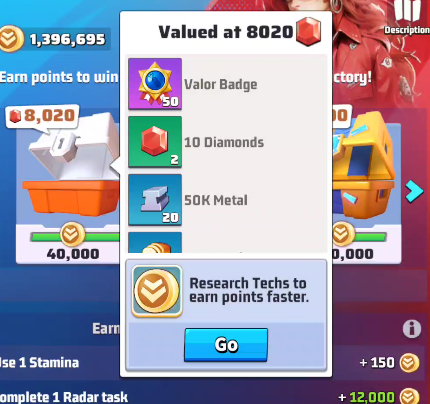 Valued at 8020
1,396,695
Description
Earn points to win
ctory!
Valor Badge
50
8,020
00
10 Diamonds
2
50K Metal
20
40,000
0,000
Research Techs to
earn points faster.
Earn
Go
Use 1 Stamina
+ 150
omplete 1 Radar task
+ 12,000